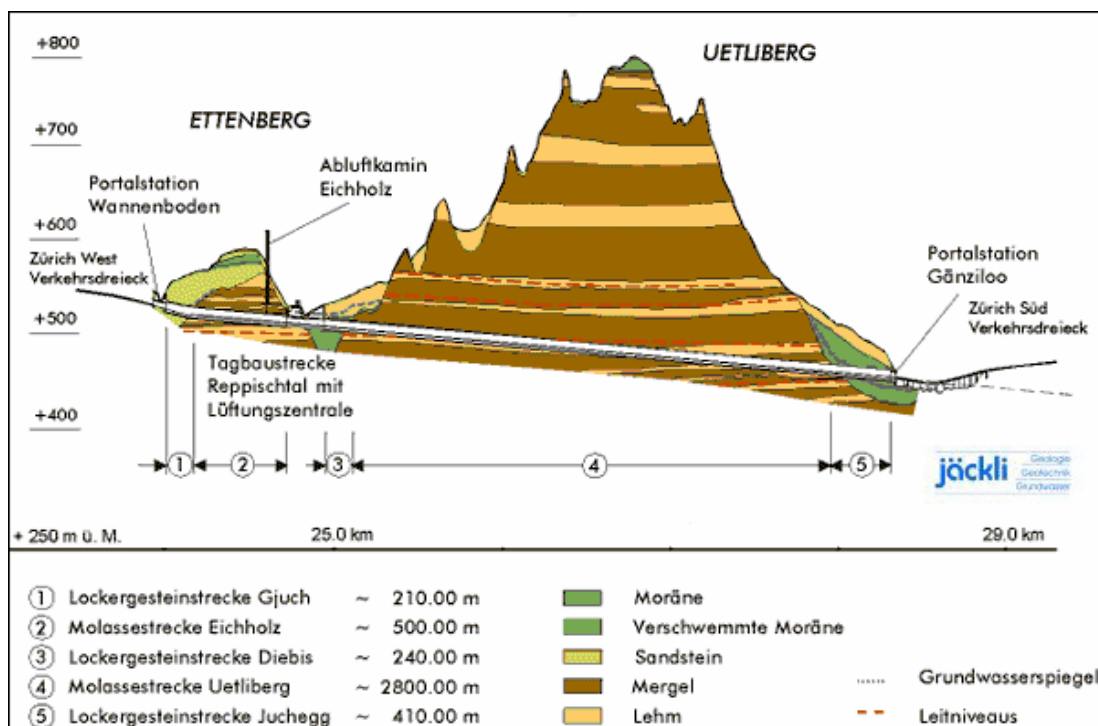 +800
UETLIBERG
ETTENBERG
+700
Abluftkamin
Eichholz
Portalstation
Wannenboden
+600
Zürich West
Verkehrsdreieck
Portalstation
Gänziloo
Zürich Süd
Verkehrsdreieck
+500
Tagbaustrecke
Reppischtal mit
Lüftungszentrale
+400
1 2 3 4 5
jäckli
Geologie
Geotechnik
Grundwasser
+ 250 m ü. M. 25.0 km 29.0 km
1 Lockergesteinstrecke Gjuch ~ 210.00 m
2 Molassestrecke Eichholz ~ 500.00 m
3 Lockergesteinstrecke Diebis ~ 240.00 m
4 Molassestrecke Uetliberg ~ 2800.00 m
5 Lockergesteinstrecke Juchegg ~ 410.00 m
Moräne
Verschwemmte Moräne
Sandstein
Mergel
Lehm
Grundwasserspiegel
Leitniveaus